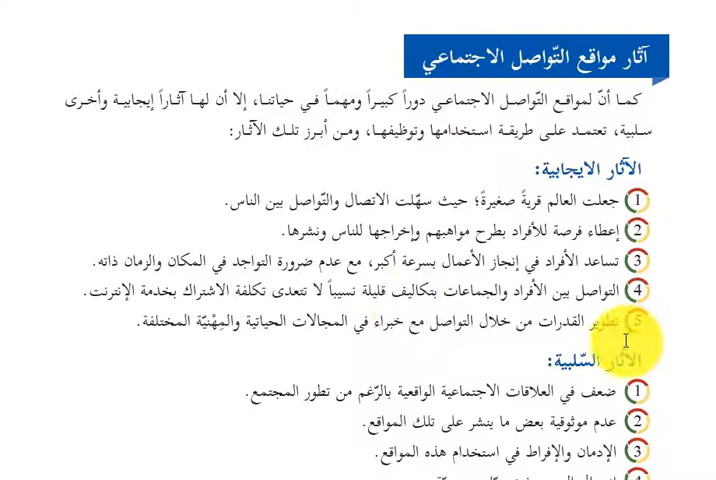 آثار مواقع التّواصل الاجتماعي
كما أنّ لمواقع التّواصل الاجتماعي دوراً كبيراً ومهماً في حياتنا، إلا أن لها آثاراً إيجابية وأخرى
سلبية، تعتمد على طريقة استخدامها وتوظيفها، ومن أبرز تلك الآثار:
الآثار الايجابية:
1 جعلت العالم قريةً صغيرةً؛ حيث سهّلت الاتصال والتّواصل بين الناس.
2 إعطاء فرصة للأفراد بطرح مواهبهم وإخراجها للناس ونشرها.
3 تساعد الأفراد في إنجاز الأعمال بسرعة أكبر، مع عدم ضرورة التواجد في المكان والزمان ذاته.
4 التواصل بين الأفراد والجماعات بتكاليف قليلة نسيباً لا تتعدى تكلفة الاشتراك بخدمة الإنترنت.
5 تطوير القدرات من خلال التواصل مع خبراء في المجالات الحياتية والمِهْنيّة المختلفة.
الآثار السّلبية:
1 ضعف في العلاقات الاجتماعية الواقعية بالرّغم من تطور المجتمع.
2 عدم موثوقية بعض ما ينشر على تلك المواقع.
3 الإدمان والإفراط في استخدام هذه المواقع.